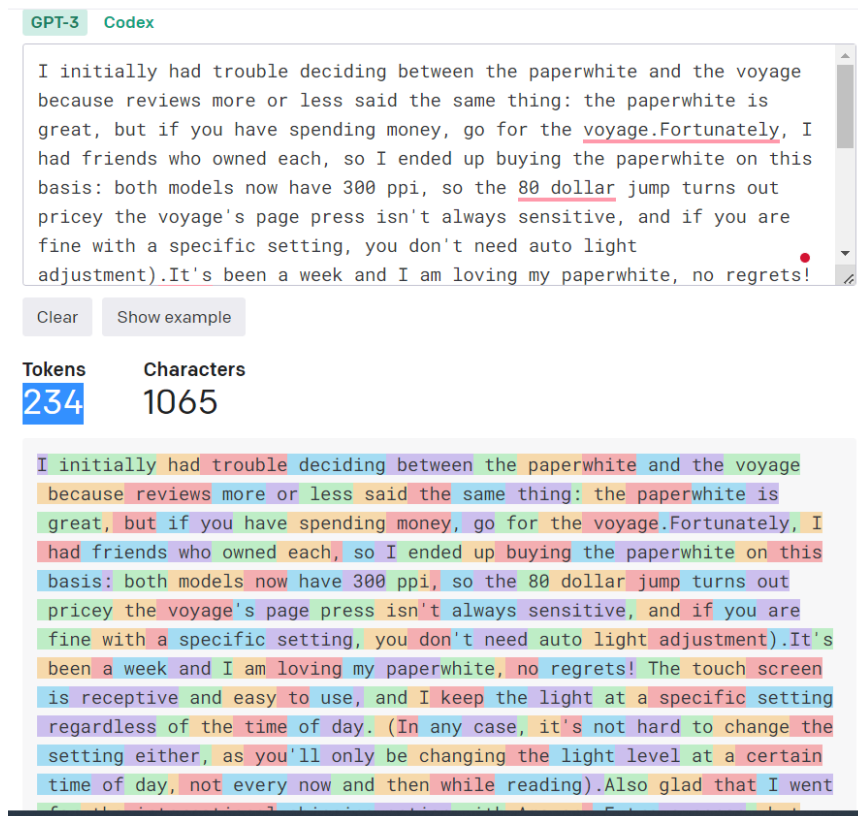 GPT-3 Codex
I initially had trouble deciding between the paperwhite and the voyage
because reviews more or less said the same thing: the paperwhite is
great, but if you have spending money, go for the voyage.Fortunately, I
had friends who owned each, so I ended up buying the paperwhite on this
basis: both models now have 300 ppi, so the 80 dollar jump turns out
pricey the voyage's page press isn't always sensitive, and if you are
fine with a specific setting, you don't need auto light
adjustment).It's been a week and I am loving my paperwhite, no regrets!
Clear Show example
Tokens Characters
234 1065
I initially had trouble deciding between the paperwhite and the voyage
because reviews more or less said the same thing: the paperwhite is
great, but if you have spending money, go for the voyage.Fortunately, I
had friends who owned each, so I ended up buying the paperwhite on this
basis: both models now have 300 ppi, so the 80 dollar jump turns out
pricey the voyage's page press isn't always sensitive, and if you are
fine with a specific setting, you don't need auto light adjustment).It's
been a week and I am loving my paperwhite, no regrets! The touch screen
is receptive and easy to use, and I keep the light at a specific setting
regardless of the time of day. (In any case, it's not hard to change the
setting either, as you'll only be changing the light level at a certain
time of day, not every now and then while reading).Also glad that I went